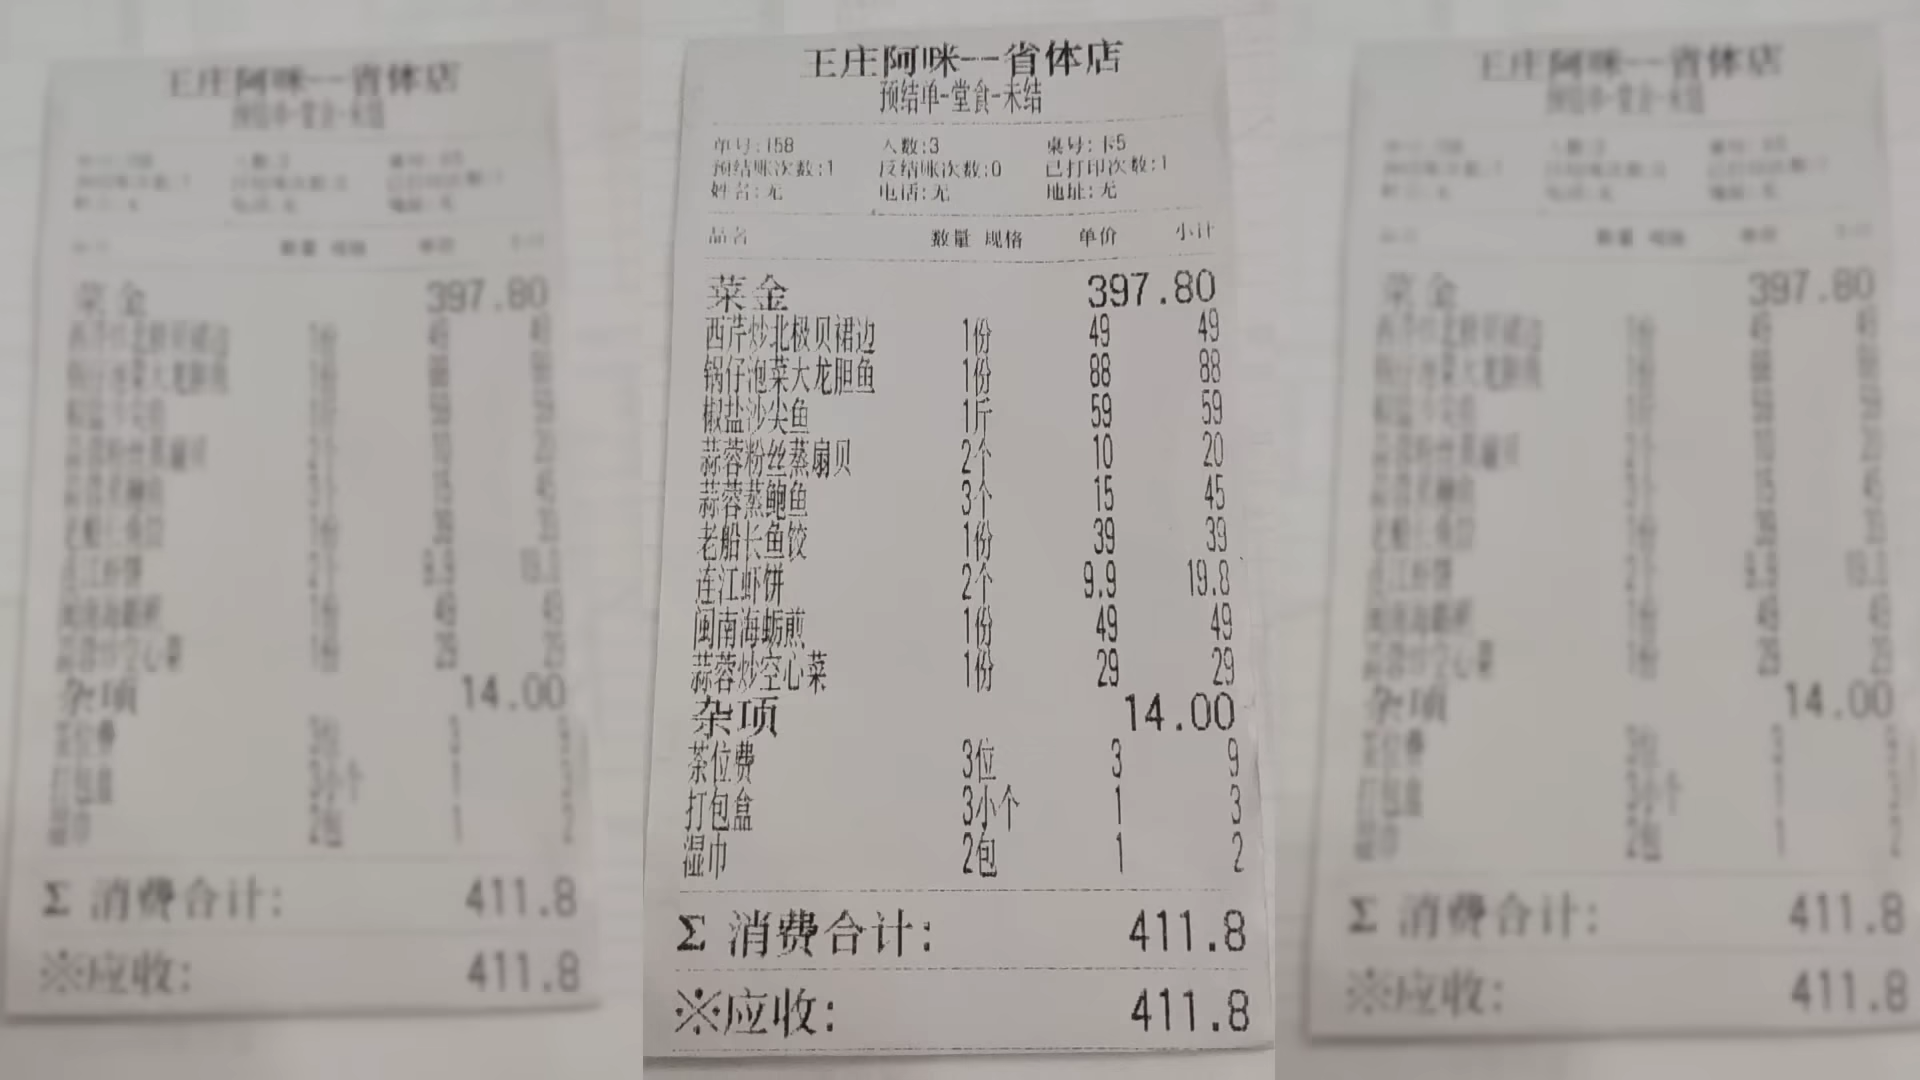 王庄阿咪--省体店
预结单-堂食-未结
单号:158 人数:3 桌号:卡5
预结账次数:1 反结账次数:0 已打印次数:1
姓名:无 电话:无 地址:无
品名 数量 规格 单价 小计
菜金 397.80
西芹炒北极贝裙边 1份 49 49
锅仔泡菜大龙胆鱼 1份 88 88
椒盐沙尖鱼 1斤 59 59
蒜蓉粉丝蒸扇贝 2个 10 20
蒜蓉蒸鲍鱼 3个 15 45
老船长鱼饺 1份 39 39
连江虾饼 2个 9.9 19.8
闽南海蛎煎 1份 49 49
蒜蓉炒空心菜 1份 29 29
杂项 14.00
茶位费 3位 3 9
打包盒 3小个 1 3
湿巾 2包 1 2
Σ 消费合计: 411.8
※应收: 411.8